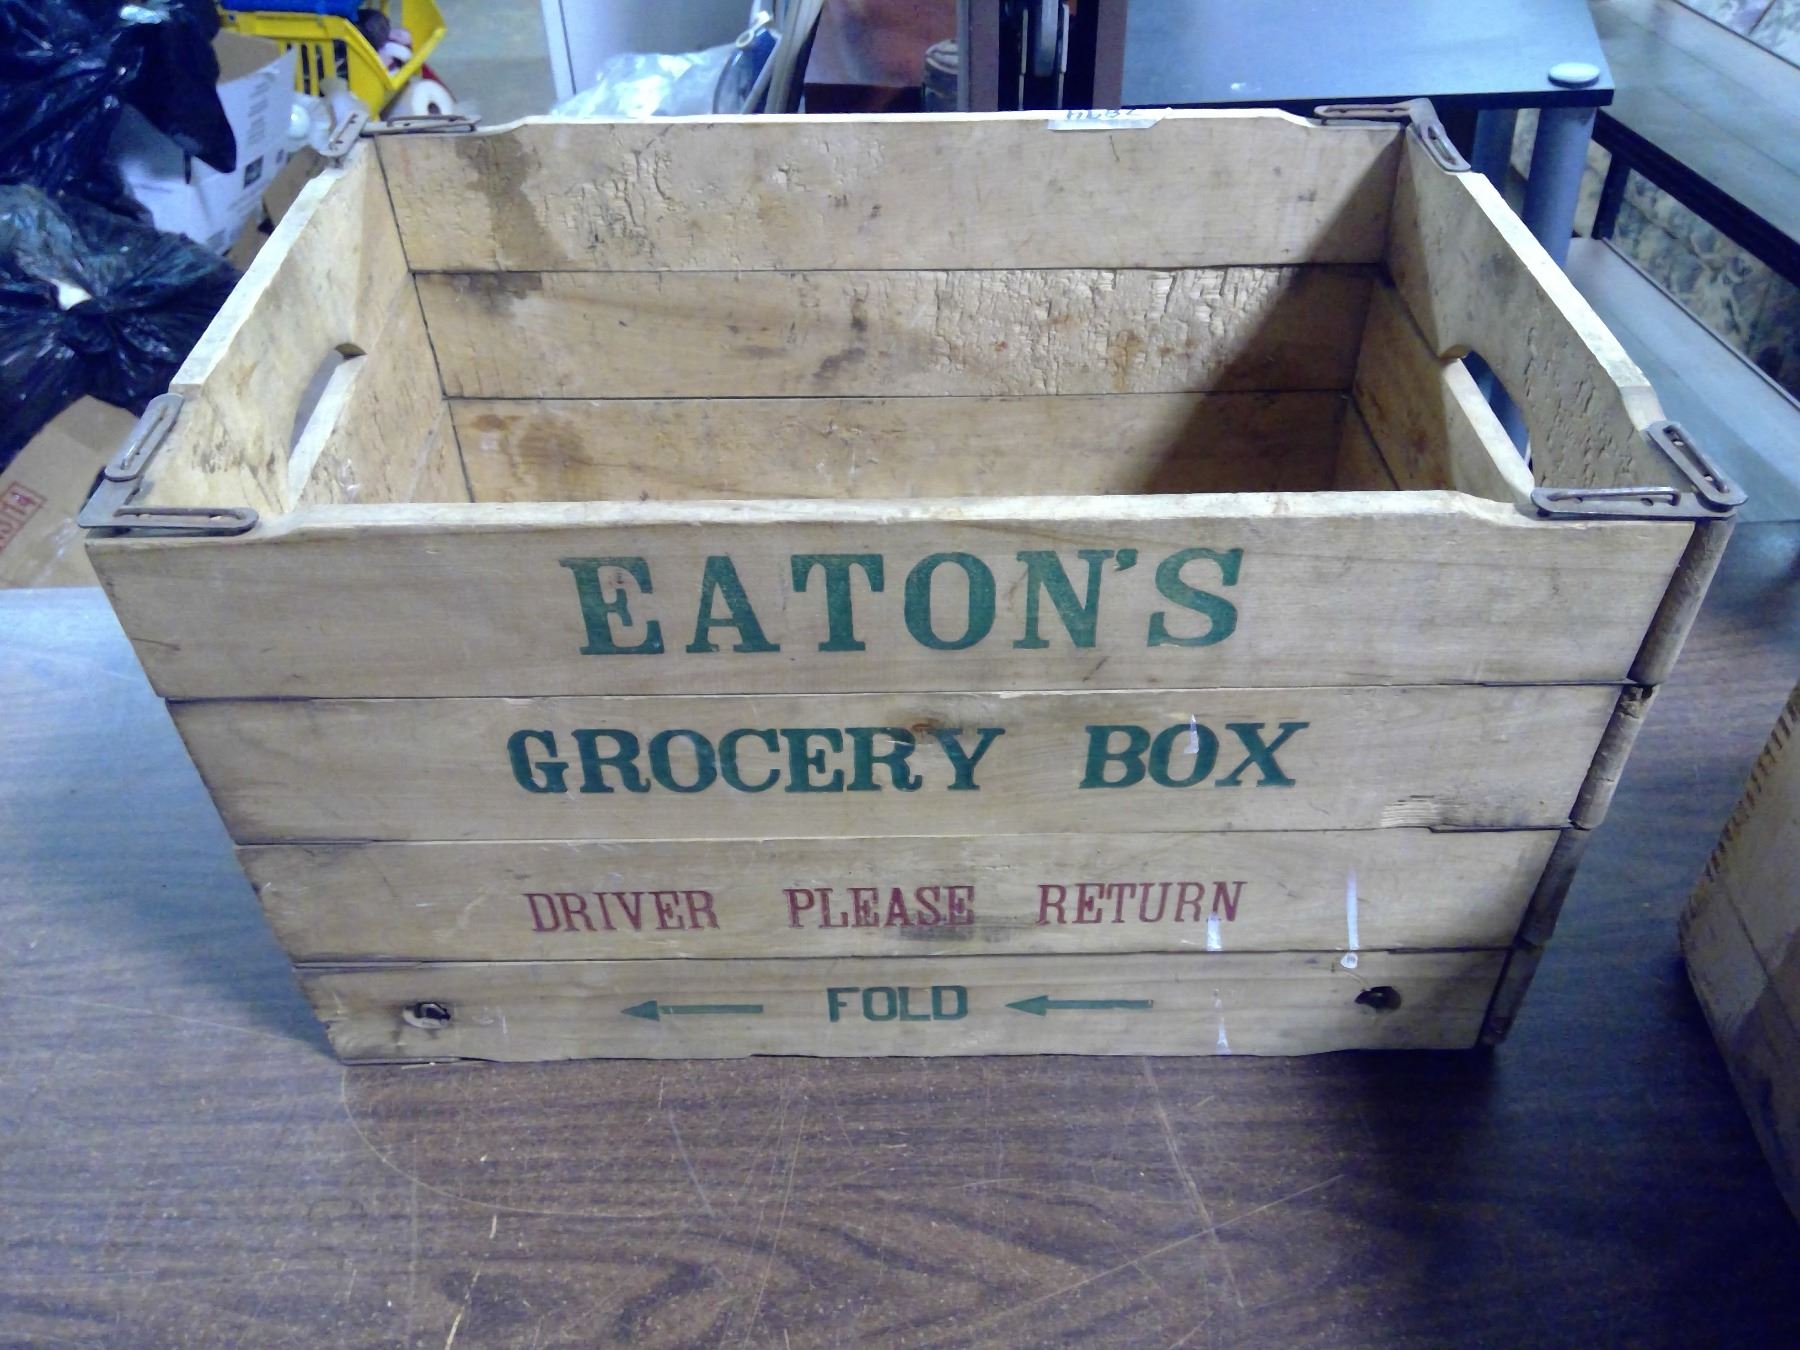 EATON'S
GROCERY BOX
DRIVER PLEASE RETURN
FOLD